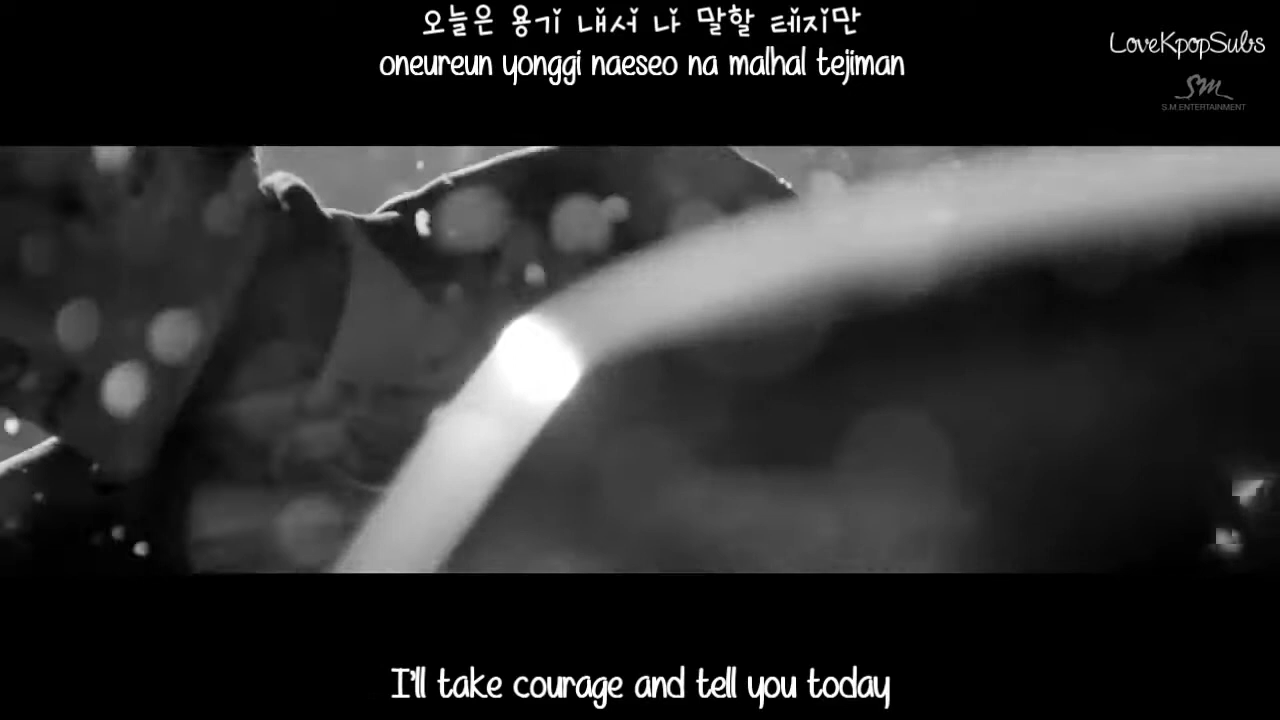 오늘은 용기 내서 나 말할 테지만
oneureun yonggi naeseo na malhal tejiman
LoveKpopSubs
SM
S.M.ENTERTAINMENT
I'll take courage and tell you today